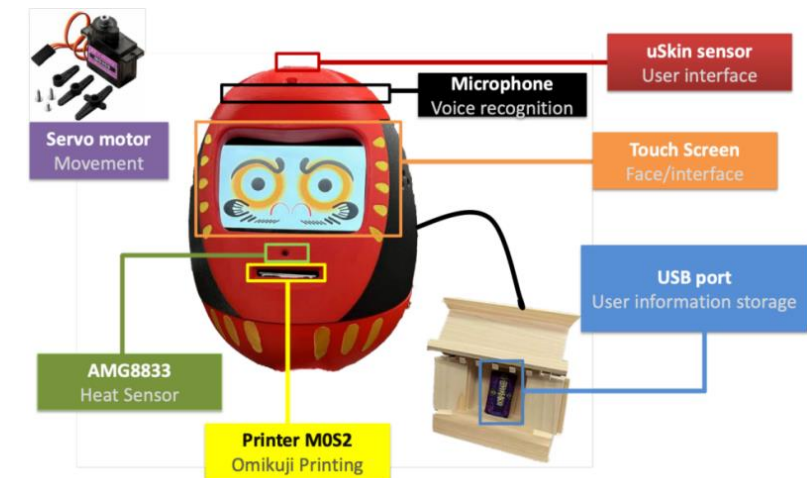 uSkin sensor
User interface
Microphone
Voice recognition
Servo motor
Movement
Touch Screen
Face/interface
USB port
User information storage
AMG8833
Heat Sensor
Printer M0S2
Omikuji Printing